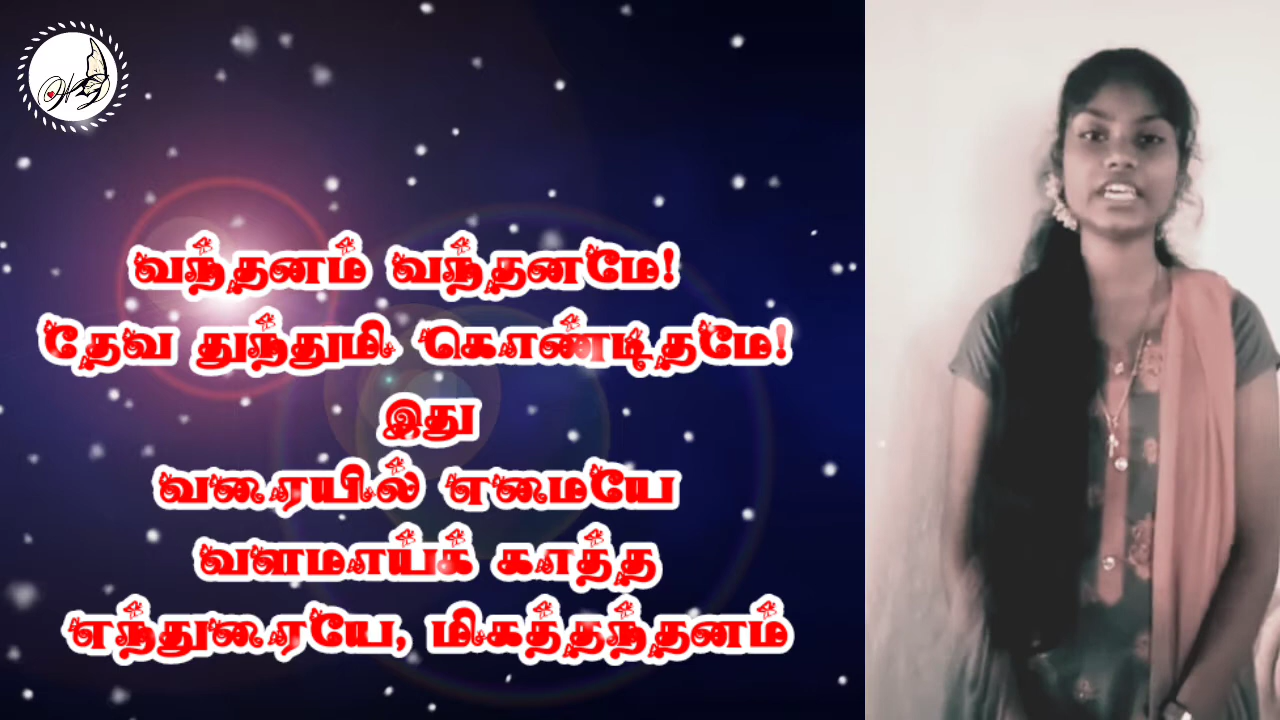 வந்தனம் வந்தனமே!
தேவ துந்துமி கொண்டிதமே!
இது
வரையில் எமையே
வளமாய்க் காத்த
எந்துரையே, மிகத்தந்தனம்